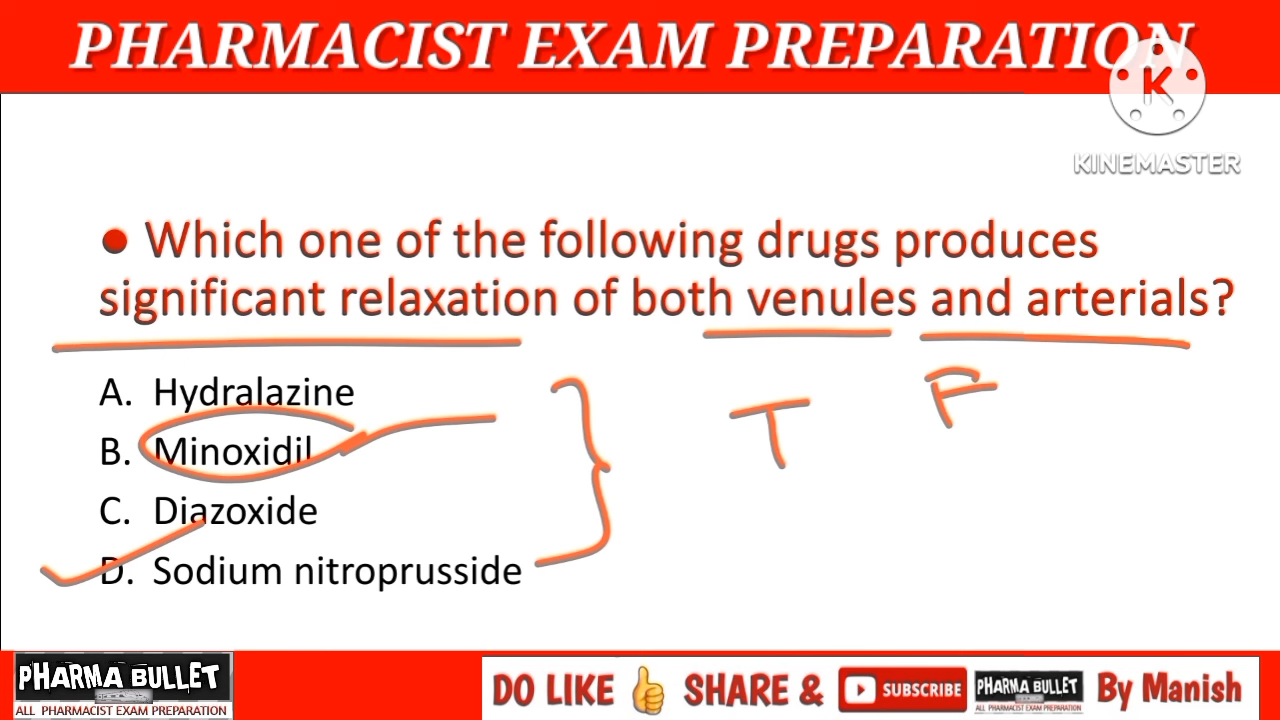 PHARMACIST EXAM PREPARATION
K
KINEMASTER
● Which one of the following drugs produces
significant relaxation of both venules and arterials?
A. Hydralazine
B. Minoxidil
C. Diazoxide
D. Sodium nitroprusside
T F
PHARMA BULLET
ALL PHARMACIST EXAM PREPARATION
DO LIKE 👍 SHARE & SUBSCRIBE PHARMA BULLET By Manish
ALL PHARMACIST EXAM PREPARATION